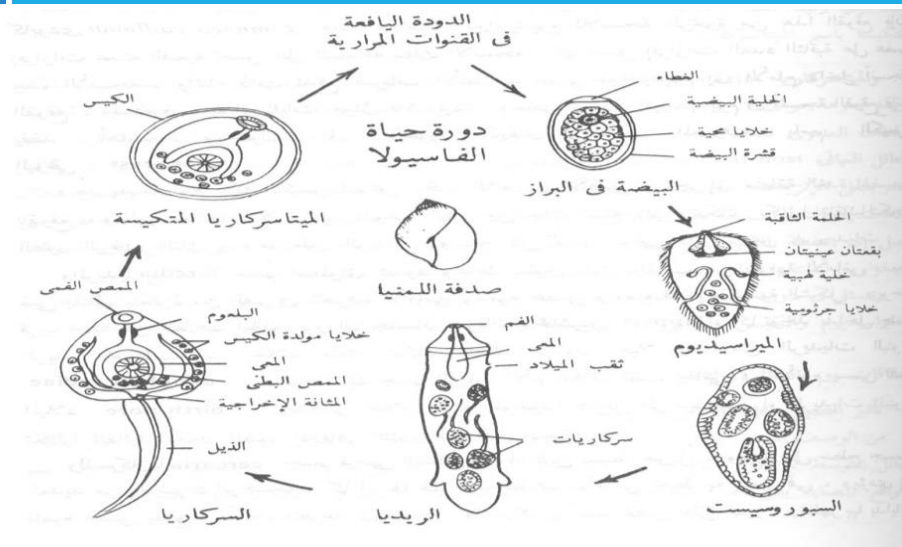 الدودة اليافعة
فى القنوات المرارية
الغطاء
الخلية البيضية
خلايا محية
قشرة البيضة
البيضة فى البراز
الكيس
دورة حياة
الفاسيولا
الميتاسركاريا المتكيسة
صدفة اللمنيا
الخلية الثاقبة
بقعتان عينيتان
خلية لهبية
خلايا جرثومية
الميراسيديوم
الممص الفمى
البلعوم
خلايا مولدة الكيس
المعى
الممص البطنى
المثانة الإخراجية
الذيل
السركاريا
الفم
المعى
ثقب الميلاد
سركاريات
الريديا
السبوروسيست